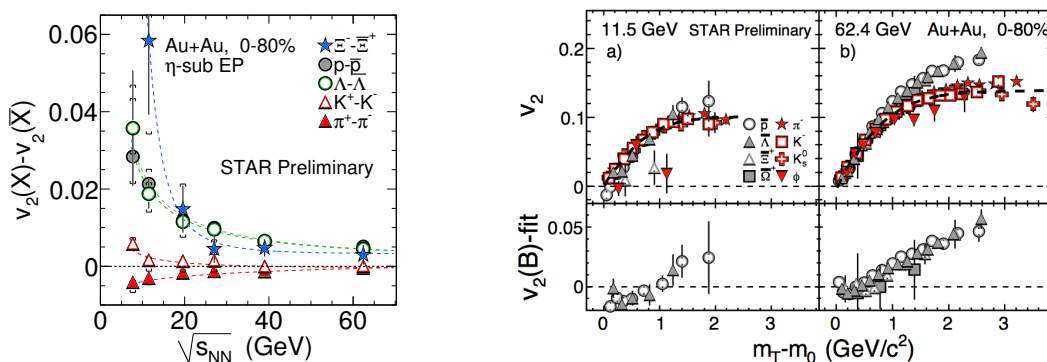 0.06
0.04
0.02
0
v₂(X)-v₂(X̅)
Au+Au, 0-80%
η-sub EP
Ξ⁻-Ξ̅⁺
p-p̅
Λ-Λ̅
K⁺-K⁻
π⁺-π⁻
STAR Preliminary
0 20 40 60
√s_NN (GeV)
11.5 GeV STAR Preliminary
a)
62.4 GeV Au+Au, 0-80%
b)
0.2
0.1
0
v₂
p̅ π⁻
Λ̅ K⁻
Ξ̅⁺ K⁰ₛ
Ω̅⁺ ϕ
0.05
0
v₂(B)-fit
0 1 2 3 0 1 2 3
m_T-m₀ (GeV/c²)